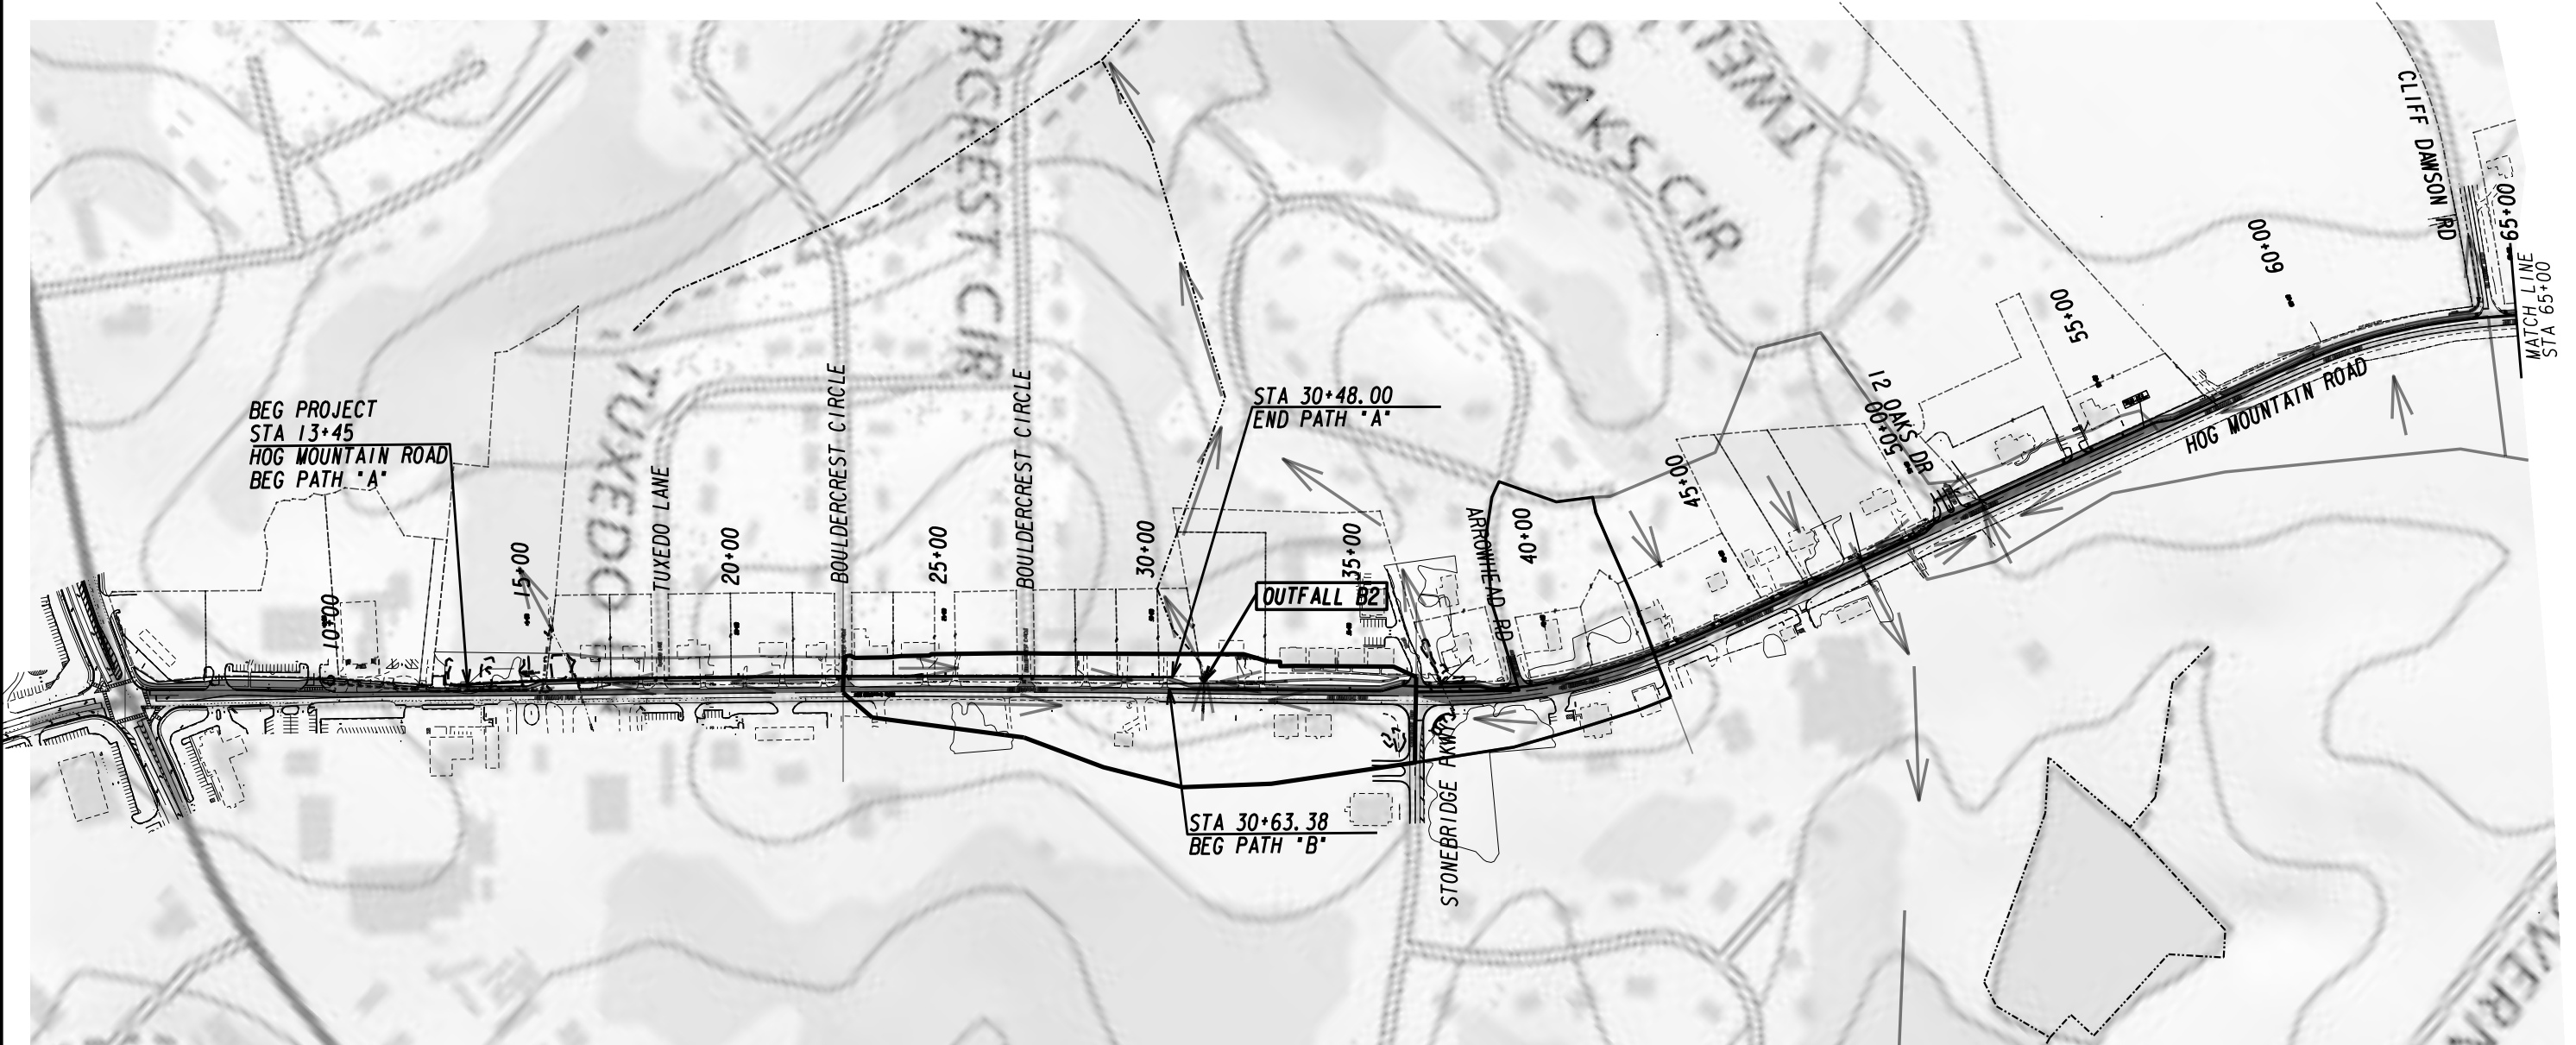 RCREST CIR
TWEL
O
AKS CIR
CLIFF DAWSON RD
65+00
MATCH LINE
STA 65+00
60+00
55+00
12 OAKS DR
50+00
HOG MOUNTAIN ROAD
45+00
BEG PROJECT
STA 13+45
HOG MOUNTAIN ROAD
BEG PATH "A"
TUXEDO
TUXEDO LANE
BOULDERCREST CIRCLE
BOULDERCREST CIRCLE
STA 30+48.00
END PATH "A"
10+00
15+00
20+00
25+00
30+00
35+00
ARROWHEAD RD
40+00
OUTFALL B2
STA 30+63.38
BEG PATH "B"
STONEBRIDGE PKWY
VERN